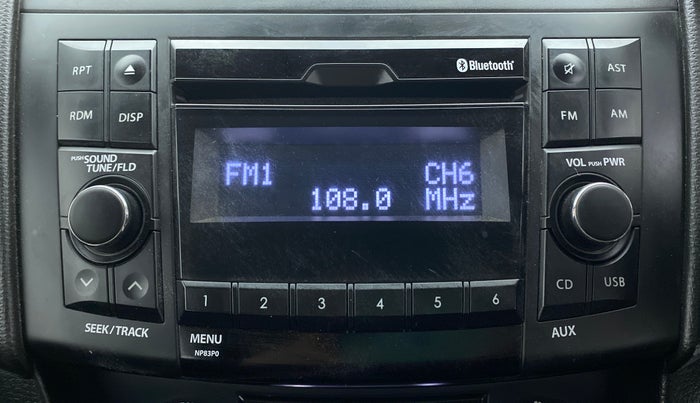 Bluetooth
RPT
AST
RDM
DISP
FM
AM
PUSH SOUND
TUNE/FLD
VOL PUSH PWR
FM1 CH6
108.0 MHz
CD
USB
1 2 3 4 5 6
SEEK/TRACK
MENU
NP83P0
AUX